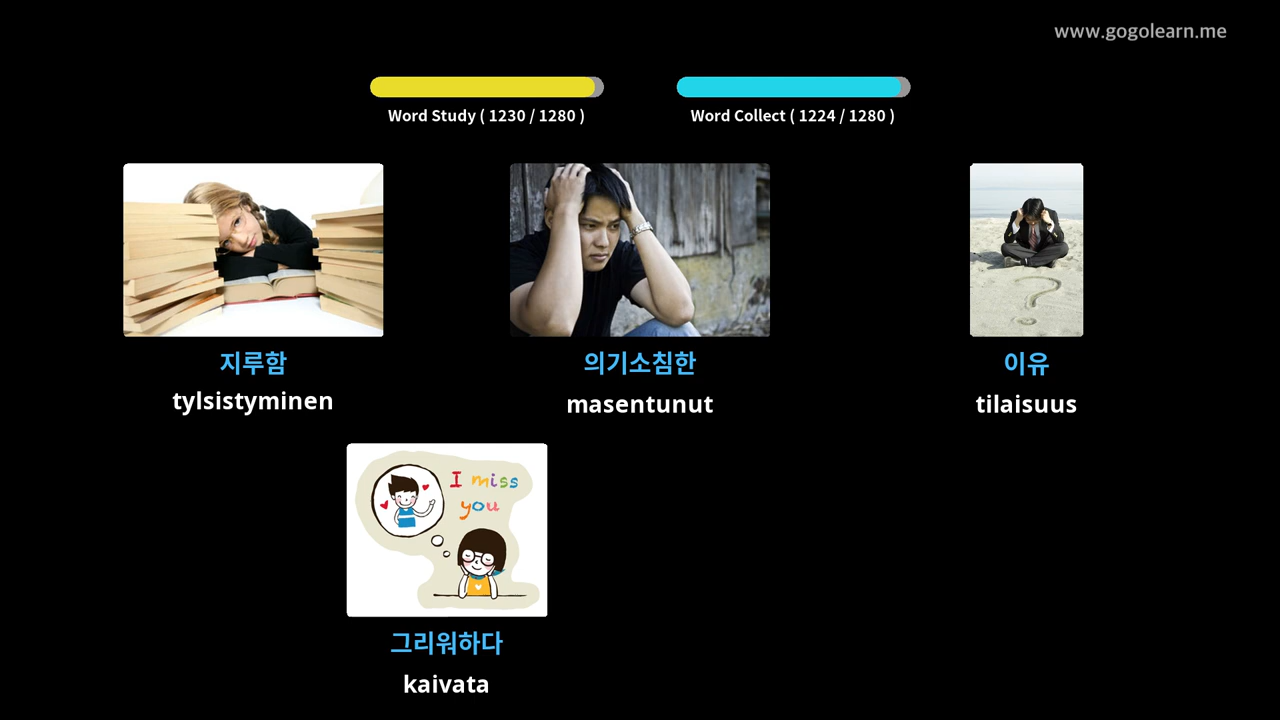 www.gogolearn.me
Word Study ( 1230 / 1280 )
Word Collect ( 1224 / 1280 )
지루함
tylsistyminen
의기소침한
masentunut
이유
tilaisuus
I miss
you
그리워하다
kaivata